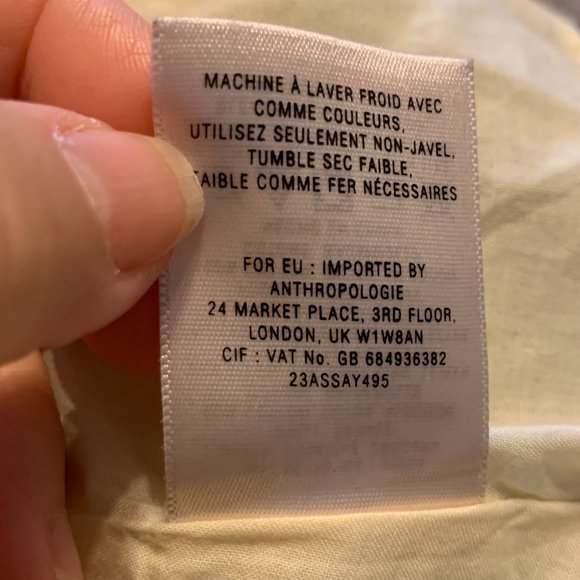 MACHINE À LAVER FROID AVEC
COMME COULEURS,
UTILISEZ SEULEMENT NON-JAVEL,
TUMBLE SEC FAIBLE,
FAIBLE COMME FER NÉCESSAIRES
FOR EU : IMPORTED BY
ANTHROPOLOGIE
24 MARKET PLACE, 3RD FLOOR,
LONDON, UK W1W8AN
CIF : VAT No. GB 684936382
23ASSAY495